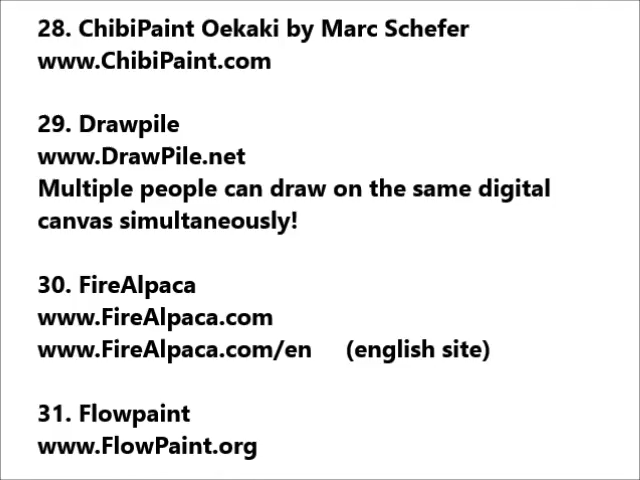 28. ChibiPaint Oekaki by Marc Schefer
www.ChibiPaint.com
29. Drawpile
www.DrawPile.net
Multiple people can draw on the same digital
canvas simultaneously!
30. FireAlpaca
www.FireAlpaca.com
www.FireAlpaca.com/en (english site)
31. Flowpaint
www.FlowPaint.org